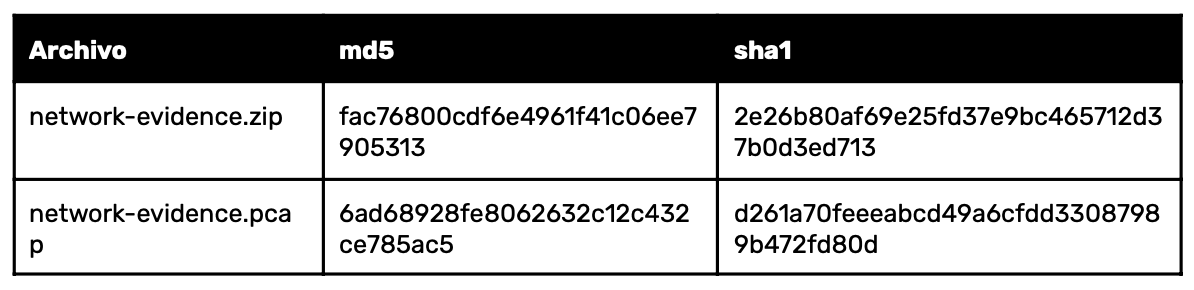 Archivo md5 sha1
network-evidence.zip fac76800cdf6e4961f41c06ee7 2e26b80af69e25fd37e9bc465712d3
905313 7b0d3ed713
network-evidence.pca 6ad68928fe8062632c12c432 d261a70feeeabcd49a6cfdd3308798
p ce785ac5 9b472fd80d